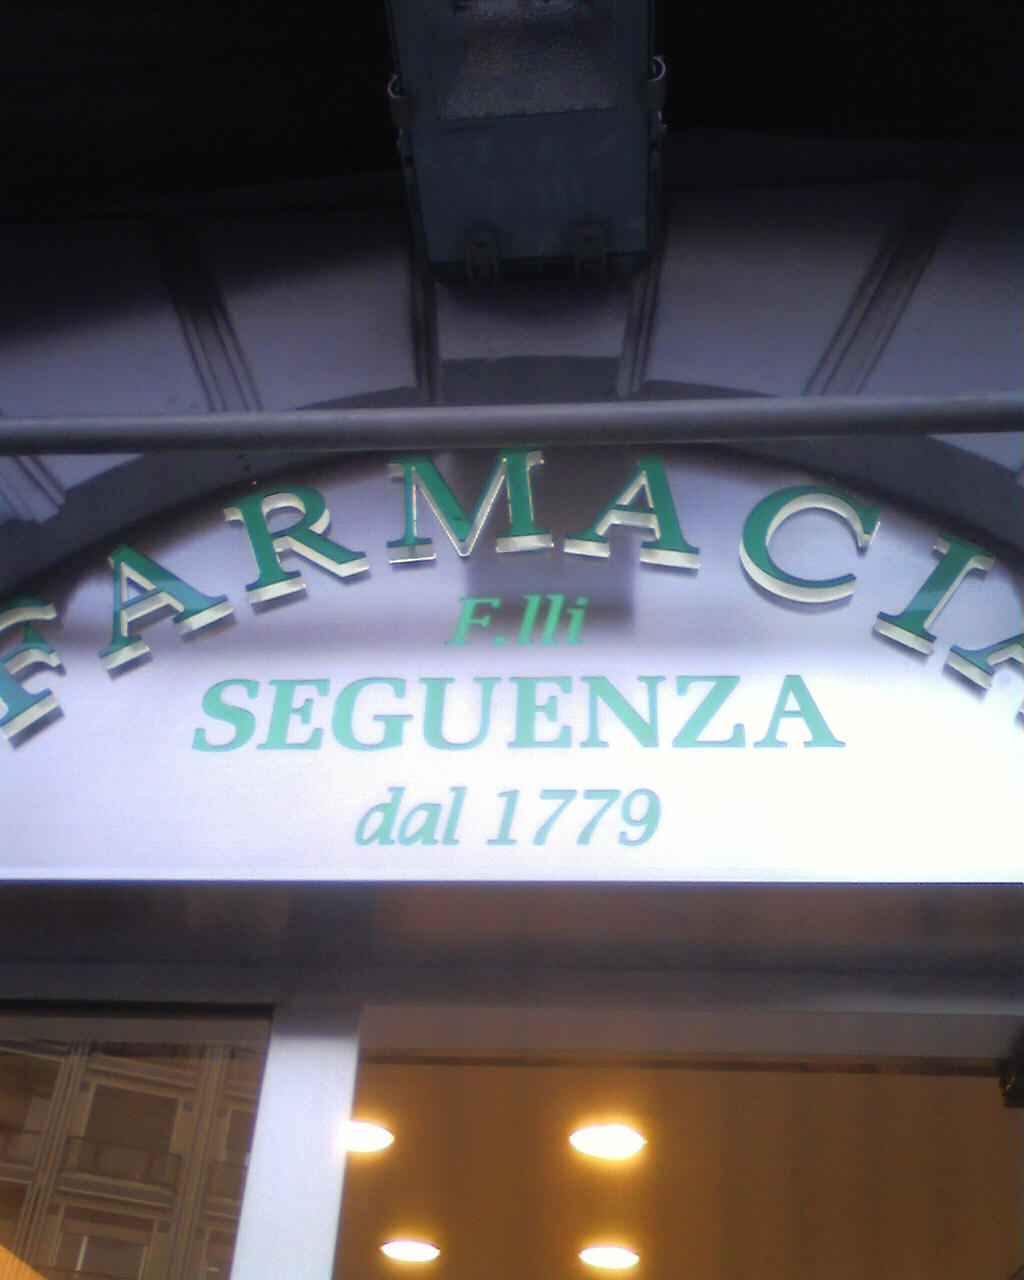 FARMACIA
F.lli
SEGUENZA
dal 1779